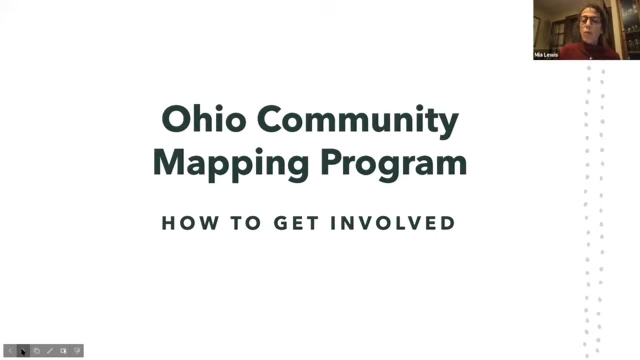 Mia Lewis
Ohio Community
Mapping Program
HOW TO GET INVOLVED